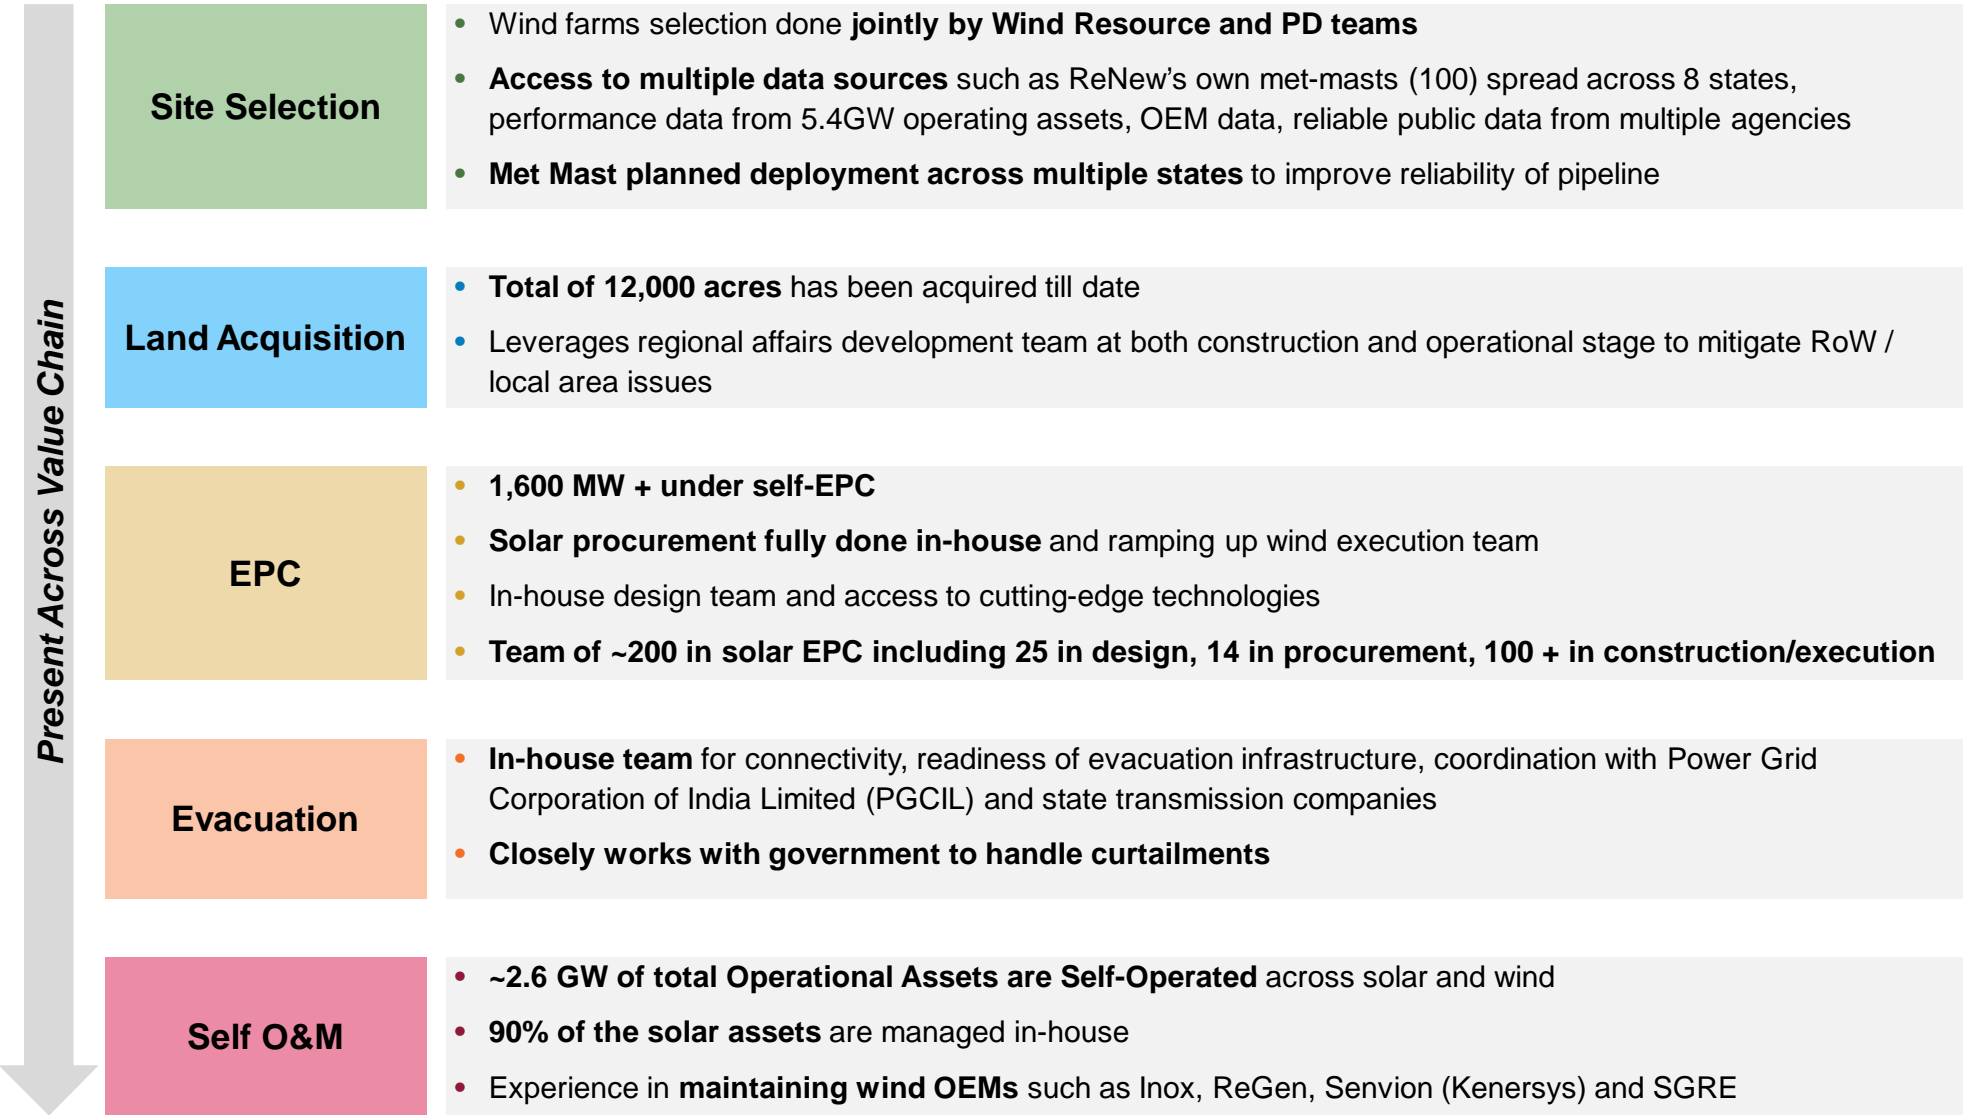 Present Across Value Chain
Site Selection
• Wind farms selection done jointly by Wind Resource and PD teams
• Access to multiple data sources such as ReNew's own met-masts (100) spread across 8 states,
performance data from 5.4GW operating assets, OEM data, reliable public data from multiple agencies
• Met Mast planned deployment across multiple states to improve reliability of pipeline
Land Acquisition
• Total of 12,000 acres has been acquired till date
• Leverages regional affairs development team at both construction and operational stage to mitigate RoW /
local area issues
EPC
• 1,600 MW + under self-EPC
• Solar procurement fully done in-house and ramping up wind execution team
• In-house design team and access to cutting-edge technologies
• Team of ~200 in solar EPC including 25 in design, 14 in procurement, 100 + in construction/execution
Evacuation
• In-house team for connectivity, readiness of evacuation infrastructure, coordination with Power Grid
Corporation of India Limited (PGCIL) and state transmission companies
• Closely works with government to handle curtailments
Self O&M
• ~2.6 GW of total Operational Assets are Self-Operated across solar and wind
• 90% of the solar assets are managed in-house
• Experience in maintaining wind OEMs such as Inox, ReGen, Senvion (Kenersys) and SGRE